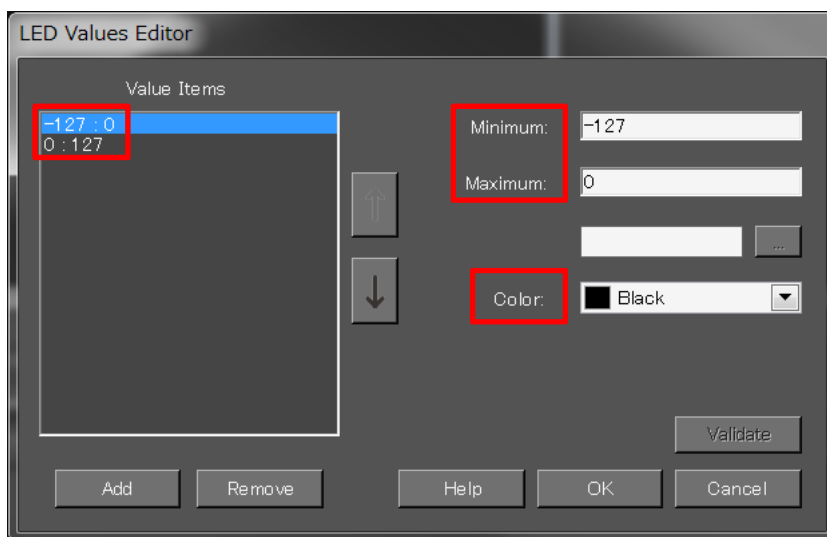 LED Values Editor
Value Items
-127 : 0
0 : 127
Minimum: -127
Maximum: 0
...
Color: Black
Validate
Add Remove Help OK Cancel